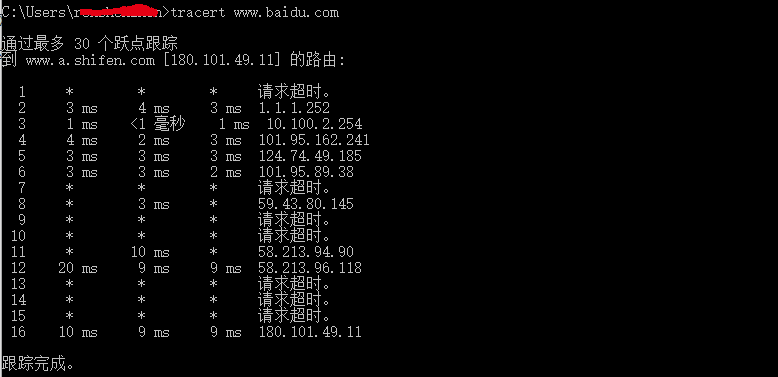 C:\Users\ >tracert www.baidu.com
通过最多 30 个跃点跟踪
到 www.a.shifen.com [180.101.49.11] 的路由:
1 * * * 请求超时。
2 3 ms 4 ms 3 ms 1.1.1.252
3 1 ms <1 毫秒 1 ms 10.100.2.254
4 4 ms 2 ms 3 ms 101.95.162.241
5 3 ms 3 ms 3 ms 124.74.49.185
6 3 ms 3 ms 2 ms 101.95.89.38
7 * * * 请求超时。
8 * 3 ms * 59.43.80.145
9 * * * 请求超时。
10 * * * 请求超时。
11 * 10 ms * 58.213.94.90
12 20 ms 9 ms 9 ms 58.213.96.118
13 * * * 请求超时。
14 * * * 请求超时。
15 * * * 请求超时。
16 10 ms 9 ms 9 ms 180.101.49.11
跟踪完成。